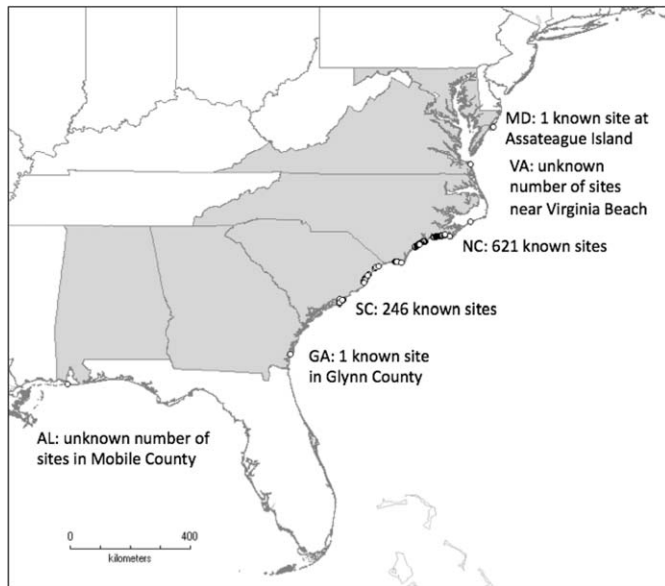 MD: 1 known site at
Assateague Island
VA: unknown
number of sites
near Virginia Beach
NC: 621 known sites
SC: 246 known sites
GA: 1 known site
in Glynn County
AL: unknown number of
sites in Mobile County
0 400
kilometers